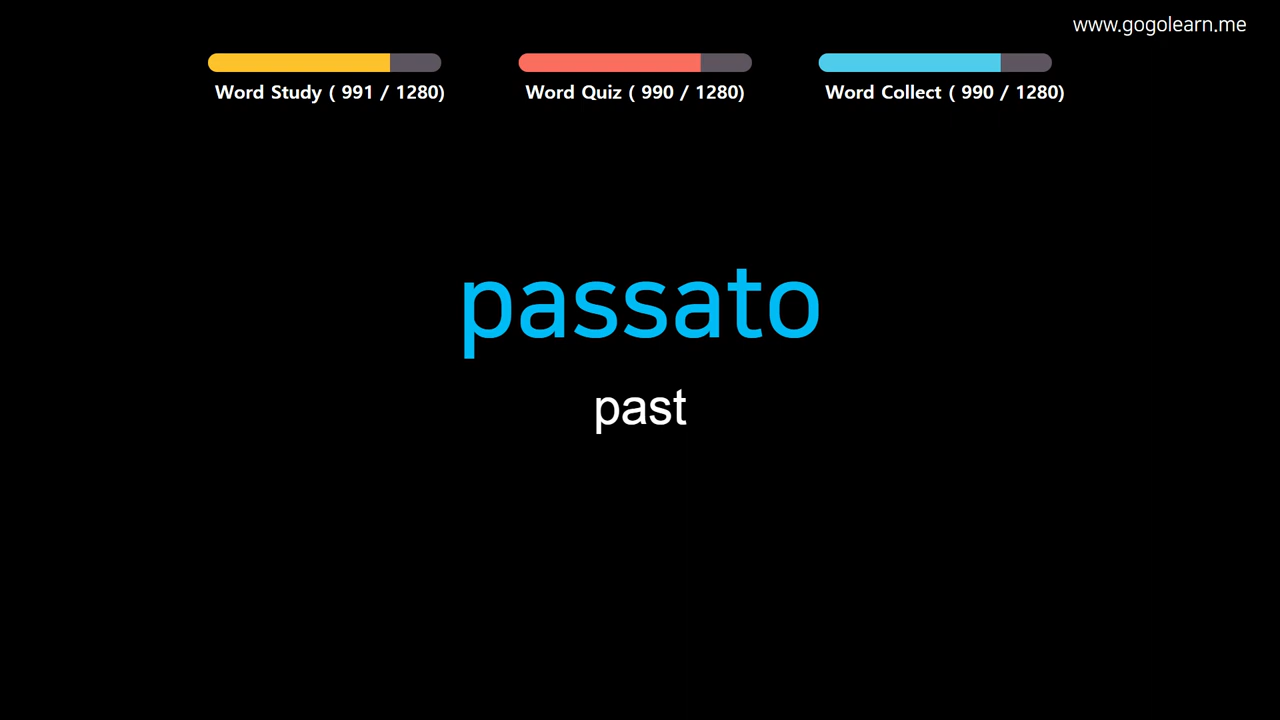 www.gogolearn.me
Word Study ( 991 / 1280)
Word Quiz ( 990 / 1280)
Word Collect ( 990 / 1280)
passato
past